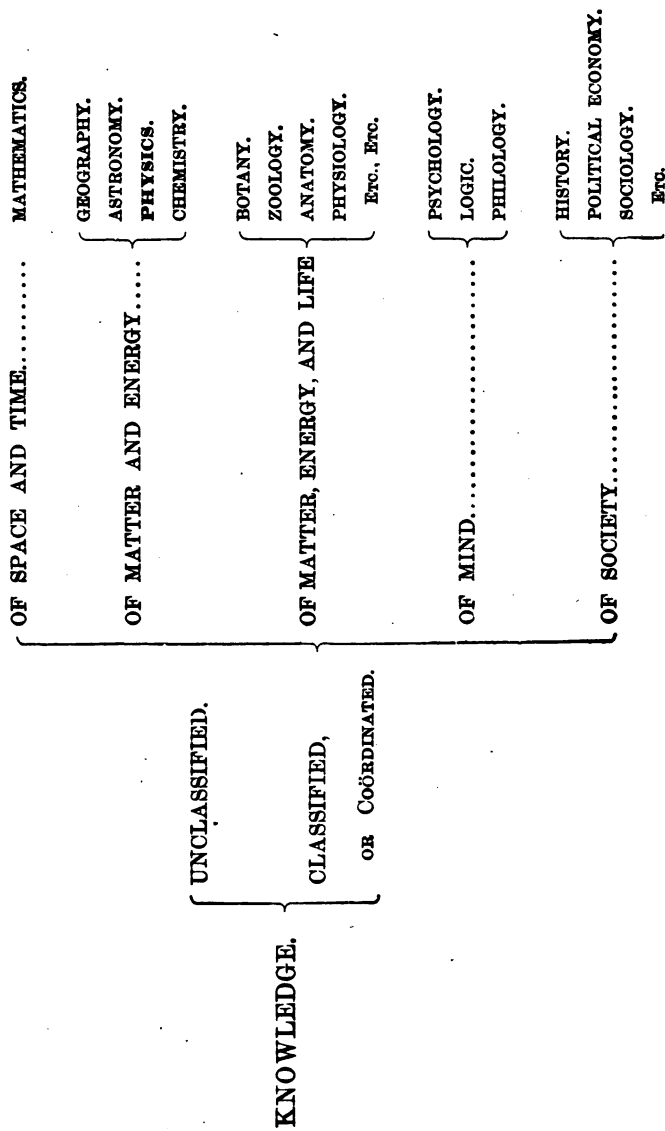 KNOWLEDGE.
UNCLASSIFIED.
CLASSIFIED,
OR COÖRDINATED.
OF SPACE AND TIME........... MATHEMATICS.
OF MATTER AND ENERGY.....
GEOGRAPHY.
ASTRONOMY.
PHYSICS.
CHEMISTRY.
OF MATTER, ENERGY, AND LIFE
BOTANY.
ZOOLOGY.
ANATOMY.
PHYSIOLOGY.
ETC., ETC.
OF MIND..............................
PSYCHOLOGY.
LOGIC.
PHILOLOGY.
OF SOCIETY.........................
HISTORY.
POLITICAL ECONOMY.
SOCIOLOGY.
ETC.